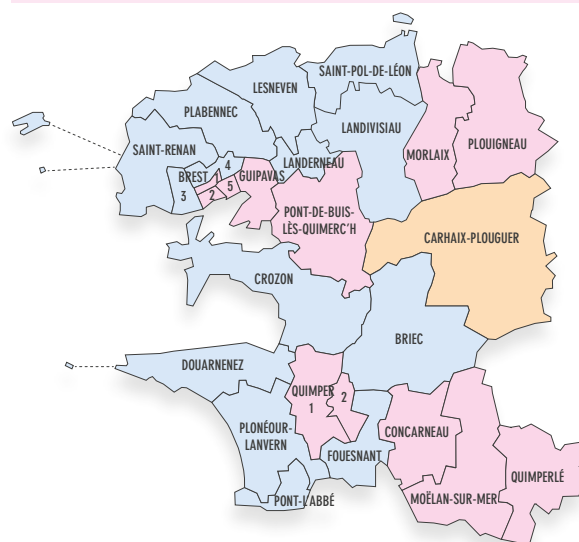 SAINT-POL-DE-LÉON
LESNEVEN
PLABENNEC
LANDIVISIAU
SAINT-RENAN
MORLAIX
PLOUIGNEAU
LANDERNEAU
4
GUIPAVAS
BREST
1
5
3
2
PONT-DE-BUIS-
LÈS-QUIMERC'H
CARHAIX-PLOUGUER
CROZON
BRIEC
DOUARNENEZ
QUIMPER
1
2
PLONÉOUR-
LANVERN
CONCARNEAU
FOUESNANT
QUIMPERLÉ
PONT-L'ABBÉ
MOËLAN-SUR-MER